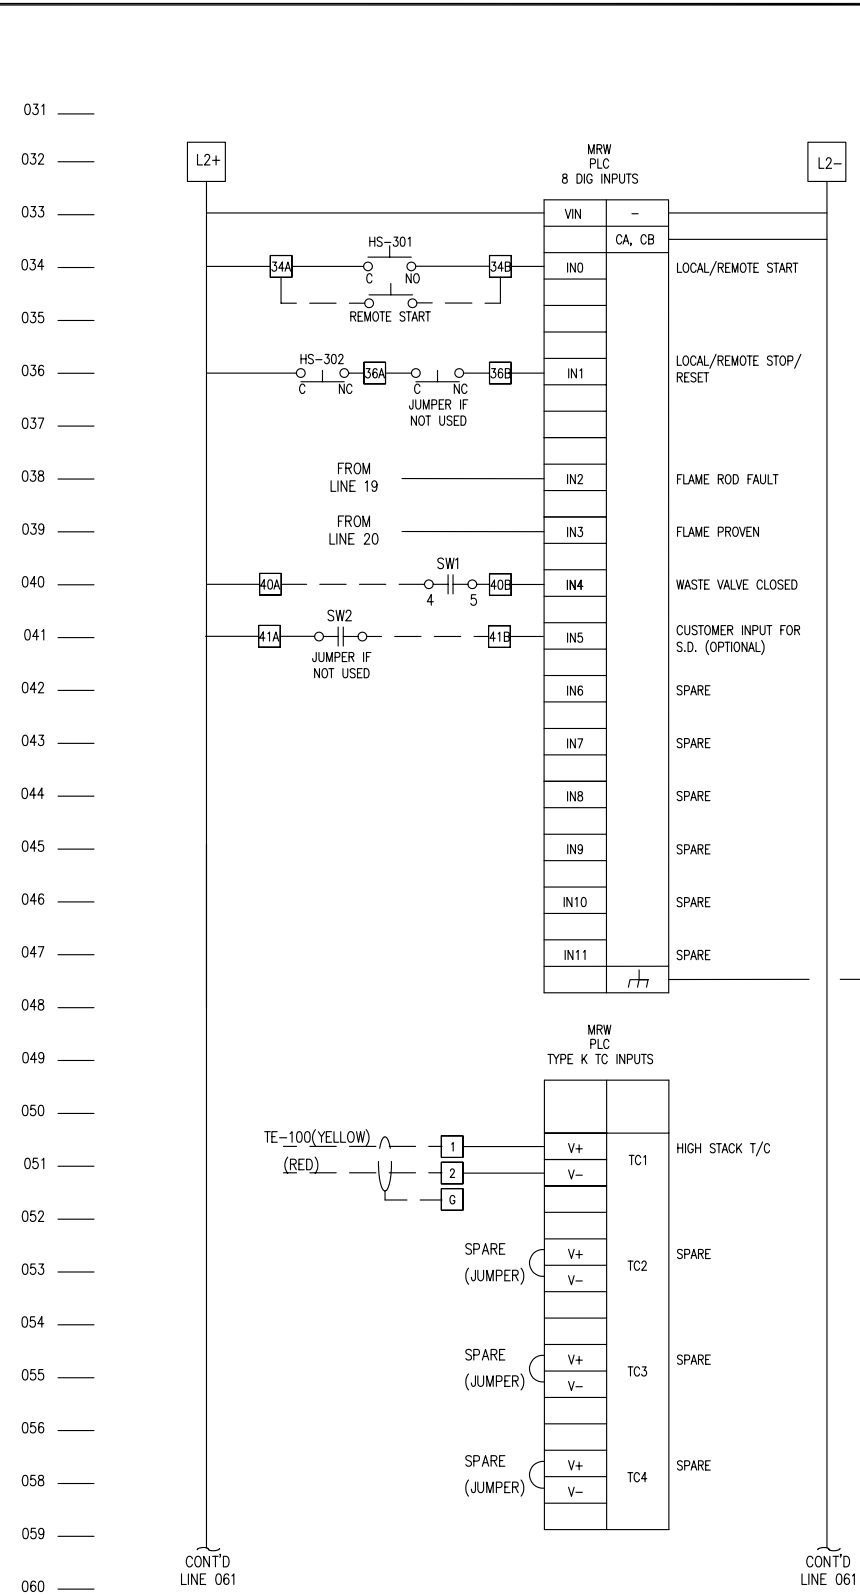 031
032
L2+
MRW
PLC
8 DIG INPUTS
L2–
033
VIN
–
CA, CB
034
34A
HS–301
C
NO
34B
IN0
LOCAL/REMOTE START
REMOTE START
035
036
HS–302
C
NC
36A
C
NC
36B
IN1
LOCAL/REMOTE STOP/
RESET
JUMPER IF
NOT USED
037
038
FROM
LINE 19
IN2
FLAME ROD FAULT
039
FROM
LINE 20
IN3
FLAME PROVEN
040
40A
SW1
4
5
40B
IN4
WASTE VALVE CLOSED
041
41A
SW2
41B
IN5
CUSTOMER INPUT FOR
S.D. (OPTIONAL)
JUMPER IF
NOT USED
042
IN6
SPARE
043
IN7
SPARE
044
IN8
SPARE
045
IN9
SPARE
046
IN10
SPARE
047
IN11
SPARE
048
049
MRW
PLC
TYPE K TC INPUTS
050
TE–100(YELLOW)
1
V+
TC1
HIGH STACK T/C
051
(RED)
2
V–
G
052
SPARE
(JUMPER)
V+
V–
TC2
SPARE
053
054
SPARE
(JUMPER)
V+
V–
TC3
SPARE
055
056
SPARE
(JUMPER)
V+
V–
TC4
SPARE
058
059
CONT'D
LINE 061
CONT'D
LINE 061
060